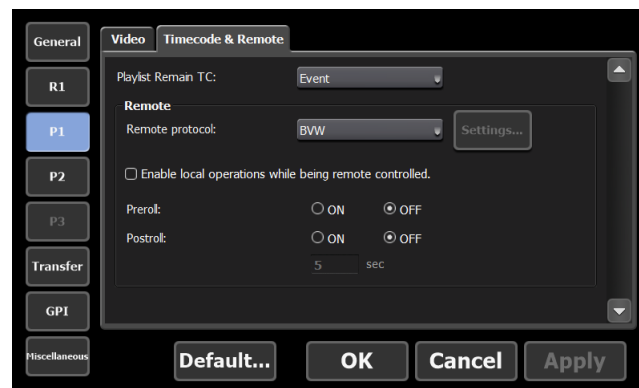 General
R1
P1
P2
P3
Transfer
GPI
Miscellaneous
Video Timecode & Remote
Playlist Remain TC: Event
Remote
Remote protocol: BVW Settings...
Enable local operations while being remote controlled.
Preroll: ON OFF
Postroll: ON OFF
5 sec
Default... OK Cancel Apply